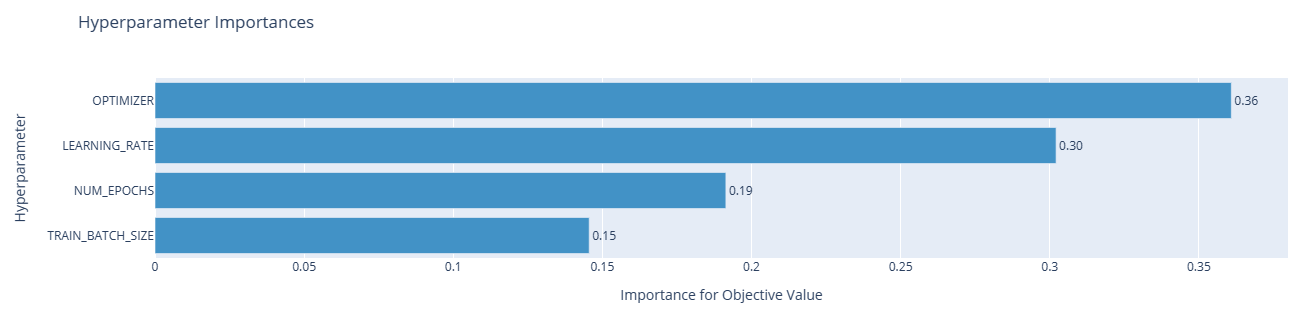 Hyperparameter Importances
Hyperparameter
OPTIMIZER 0.36
LEARNING_RATE 0.30
NUM_EPOCHS 0.19
TRAIN_BATCH_SIZE 0.15
0 0.05 0.1 0.15 0.2 0.25 0.3 0.35
Importance for Objective Value